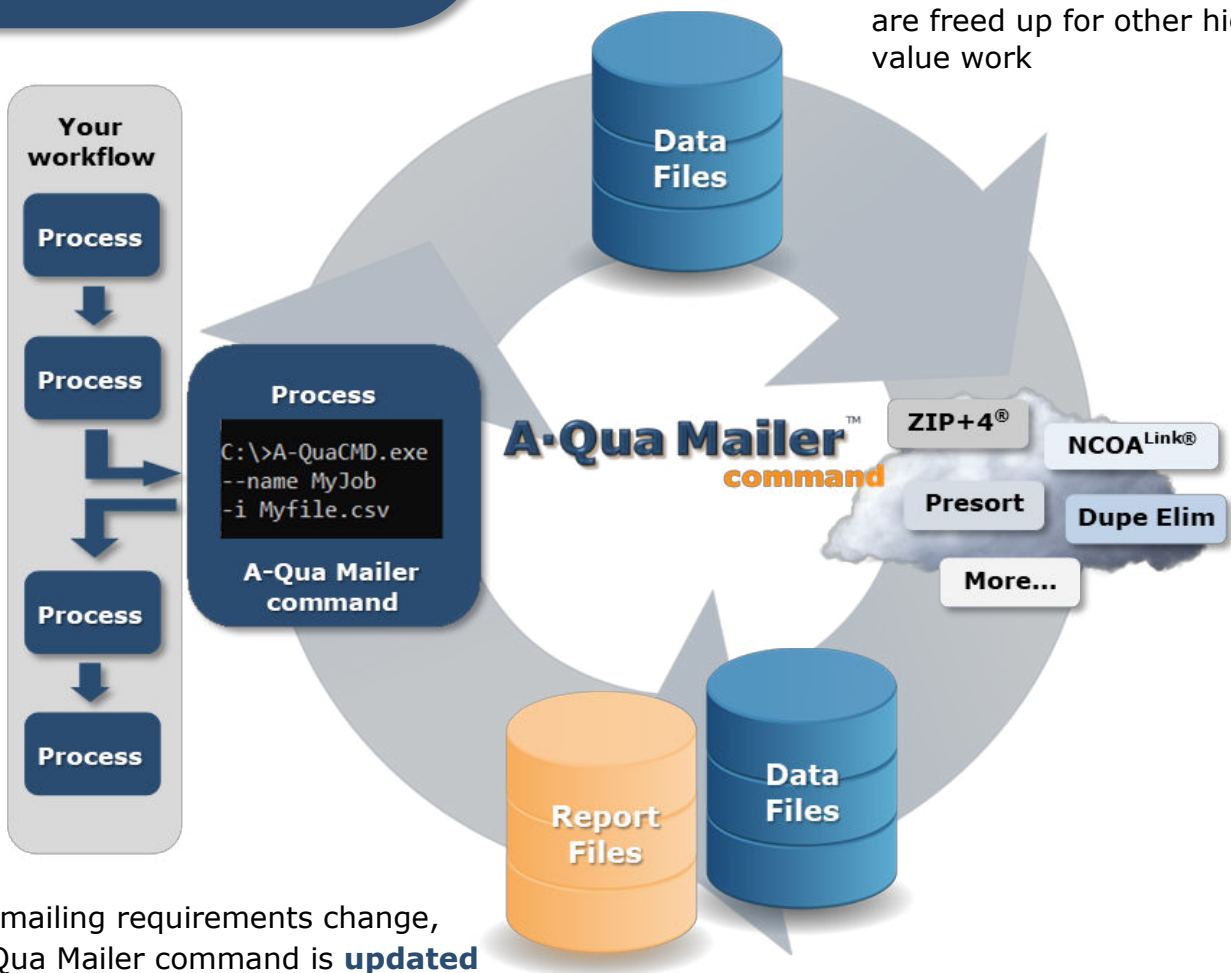 are freed up for other hi
value work
Your
workflow
Process
Process
Process
Process
Process
C:\>A-QuaCMD.exe
--name MyJob
-i Myfile.csv
A-Qua Mailer
command
Data
Files
A·Qua Mailer™
command
ZIP+4®
NCOALink®
Presort
Dupe Elim
More...
Report
Files
Data
Files
mailing requirements change,
Qua Mailer command is updated